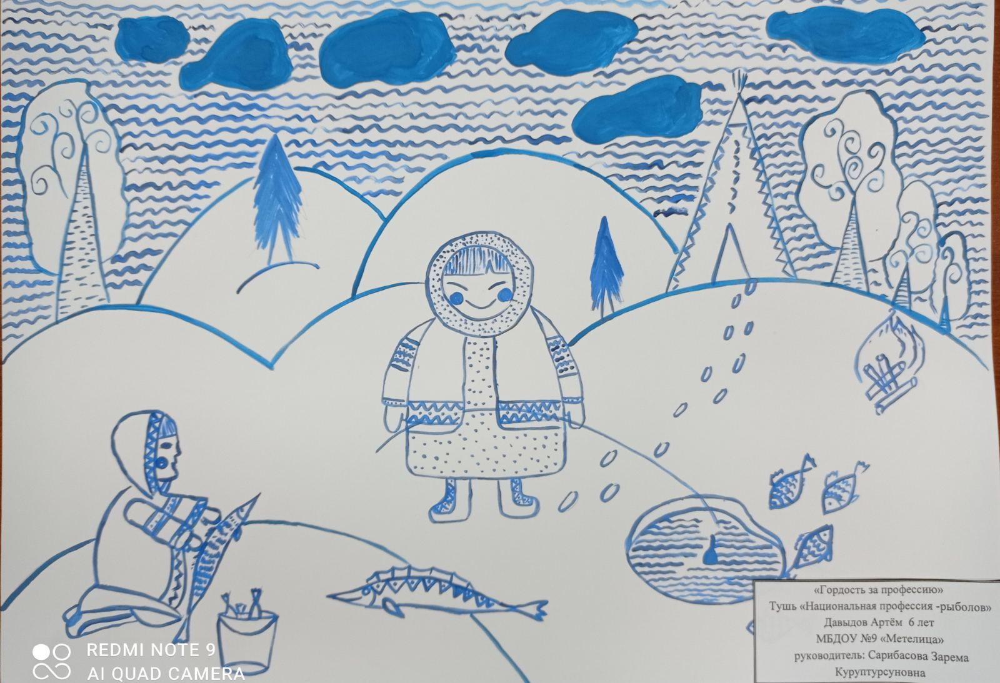 «Гордость за профессию»
Тушь «Национальная профессия -рыболов»
Давыдов Артём 6 лет
МБДОУ №9 «Метелица»
руководитель: Сарибасова Зарема
Куруптурсуновна
REDMI NOTE 9
AI QUAD CAMERA